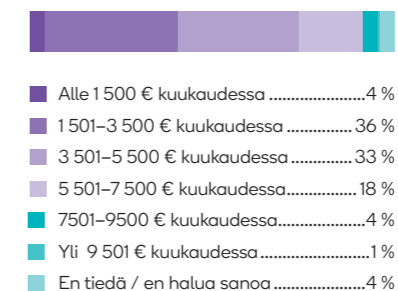 Alle 1 500 € kuukaudessa ......................4 %
1 501–3 500 € kuukaudessa ............... 36 %
3 501–5 500 € kuukaudessa .............. 33 %
5 501–7 500 € kuukaudessa................ 18 %
7501–9500 € kuukaudessa....................4 %
Yli  9 501 € kuukaudessa.........................1 %
En tiedä / en halua sanoa.....................4 %